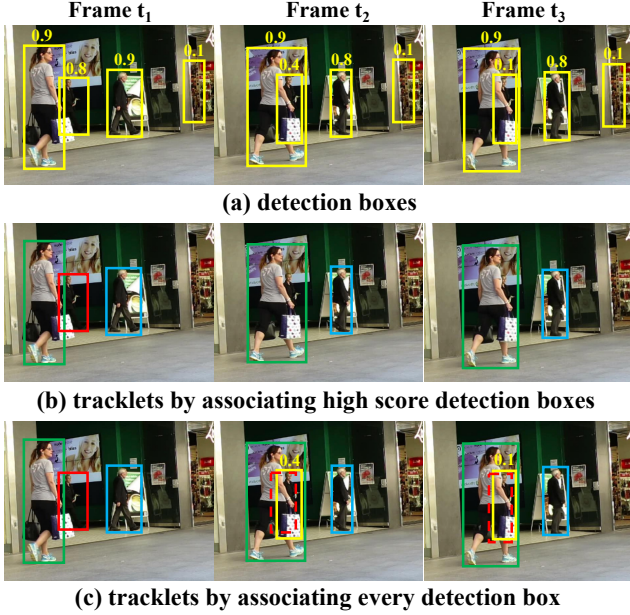 Frame t₁ Frame t₂ Frame t₃
0.9 0.8 0.9 0.1 0.9 0.4 0.8 0.1 0.9 0.1 0.8 0.1
(a) detection boxes
(b) tracklets by associating high score detection boxes
0.4 0.1
(c) tracklets by associating every detection box